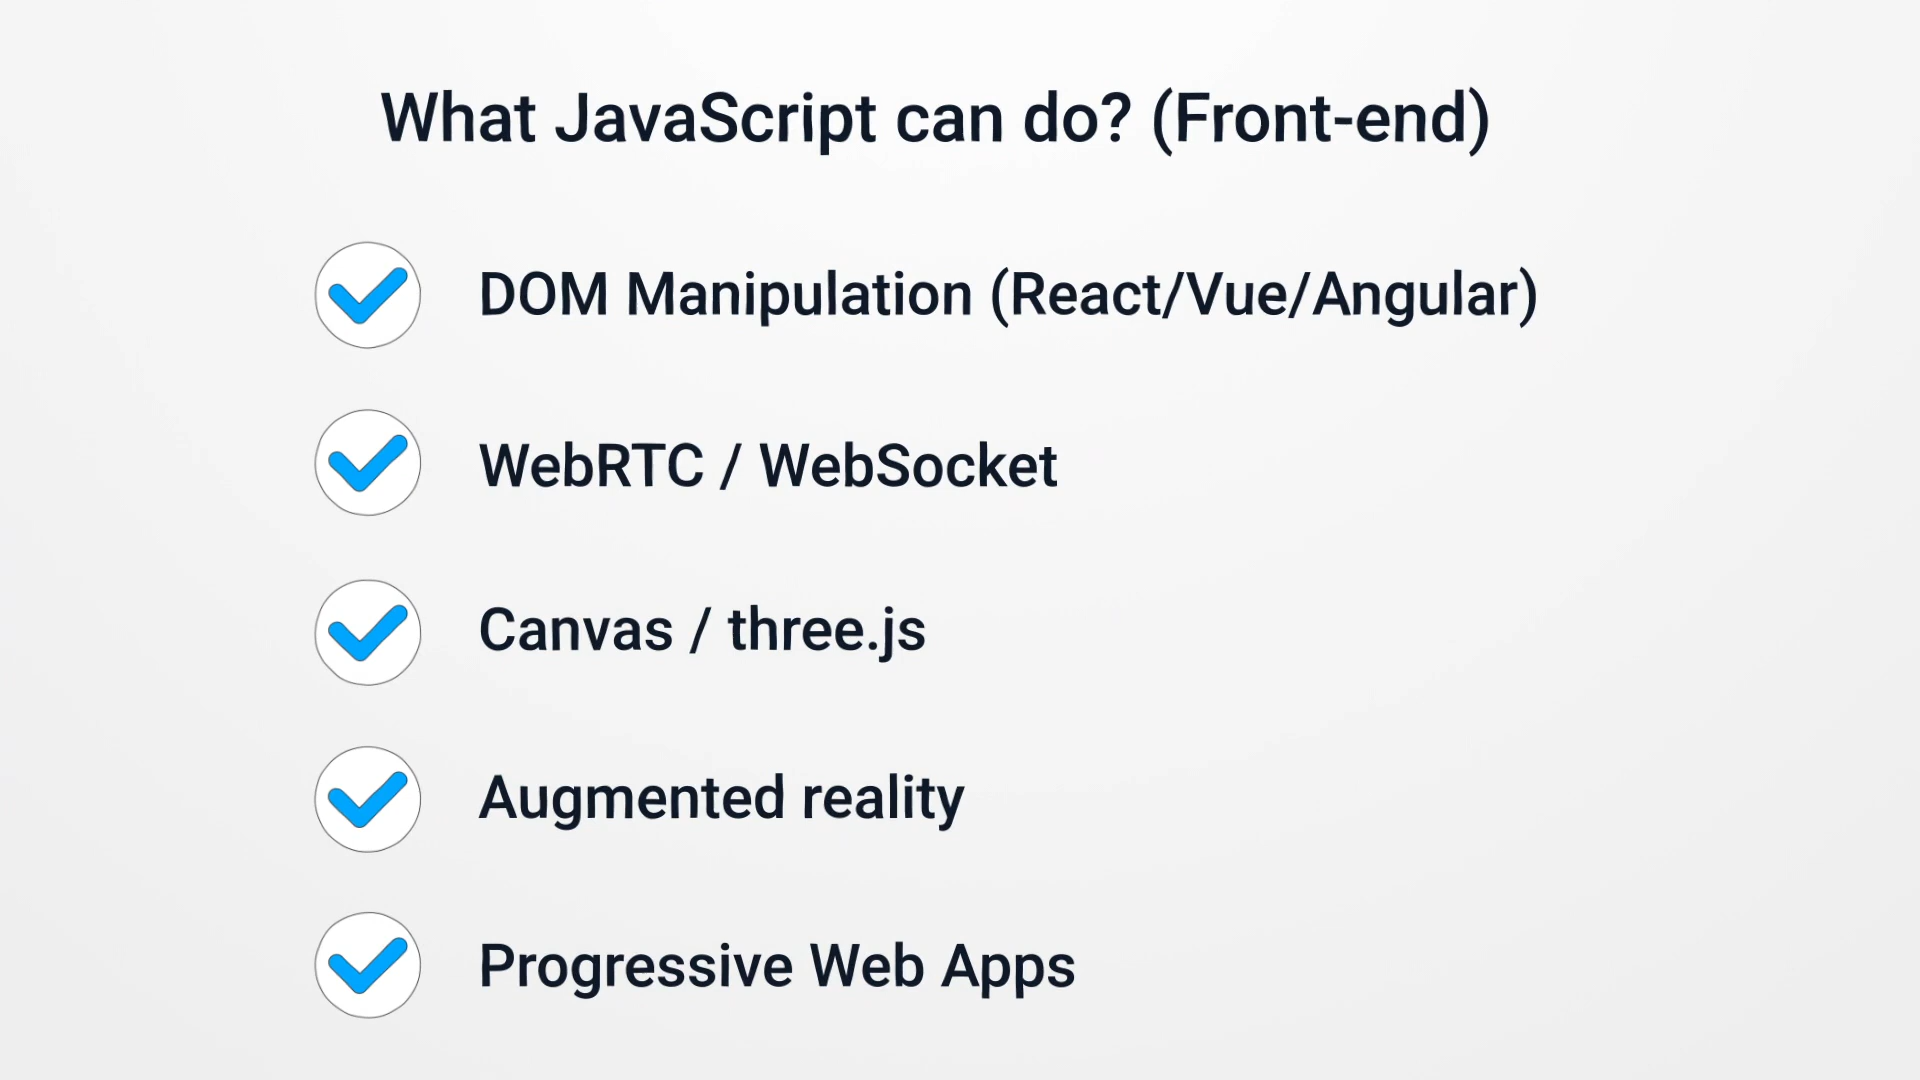 What JavaScript can do? (Front-end)
DOM Manipulation (React/Vue/Angular)
WebRTC / WebSocket
Canvas / three.js
Augmented reality
Progressive Web Apps